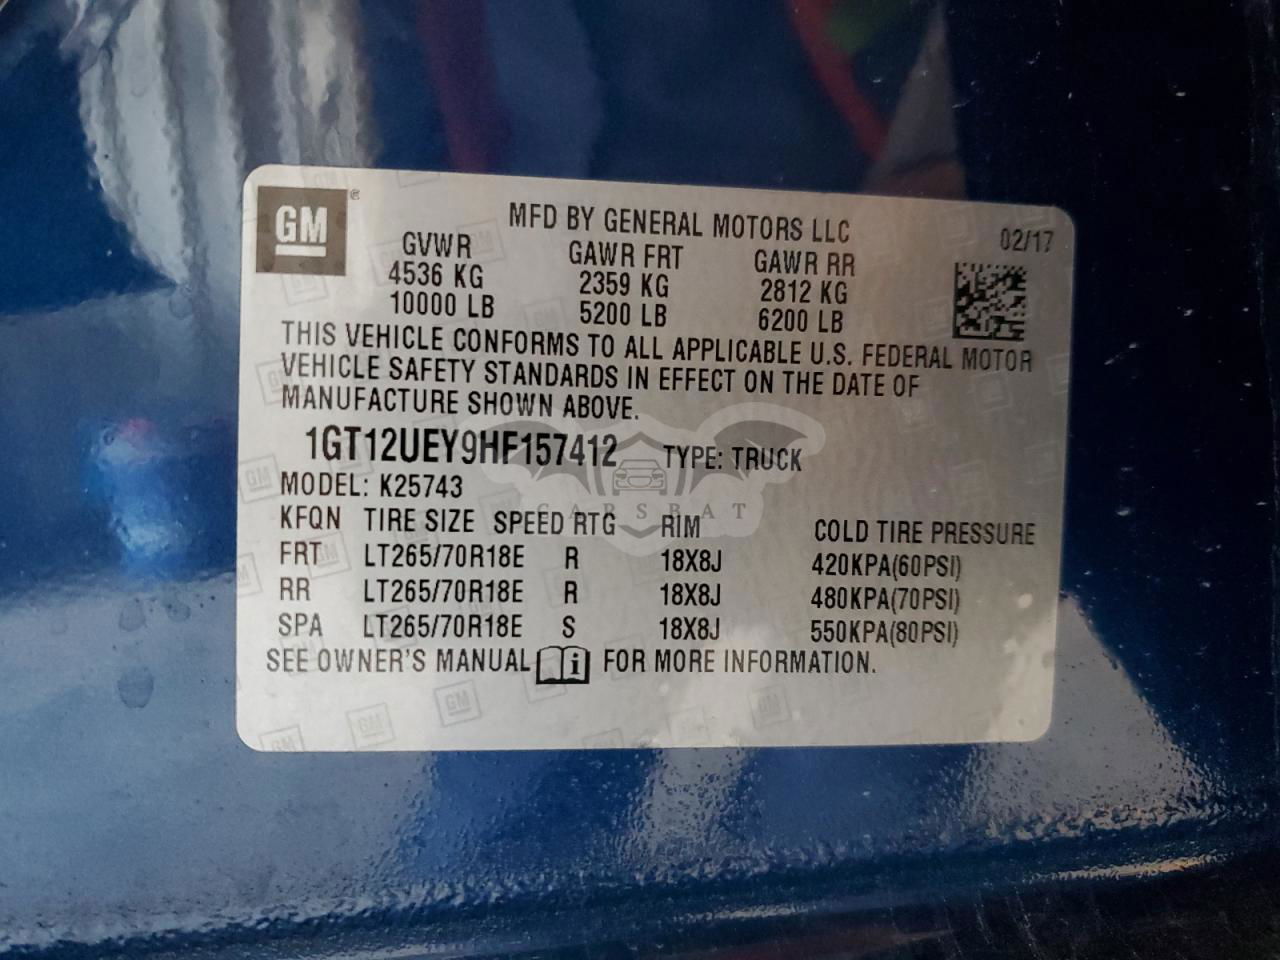 GM
MFD BY GENERAL MOTORS LLC 02/17
GVWR GAWR FRT GAWR RR
4536 KG 2359 KG 2812 KG
10000 LB 5200 LB 6200 LB
THIS VEHICLE CONFORMS TO ALL APPLICABLE U.S. FEDERAL MOTOR
VEHICLE SAFETY STANDARDS IN EFFECT ON THE DATE OF
MANUFACTURE SHOWN ABOVE.
1GT12UEY9HF157412 TYPE: TRUCK
MODEL: K25743
CARSBAT
KFQN TIRE SIZE SPEED RTG RIM COLD TIRE PRESSURE
FRT LT265/70R18E R 18X8J 420KPA(60PSI)
RR LT265/70R18E R 18X8J 480KPA(70PSI)
SPA LT265/70R18E S 18X8J 550KPA(80PSI)
SEE OWNER'S MANUAL i FOR MORE INFORMATION.